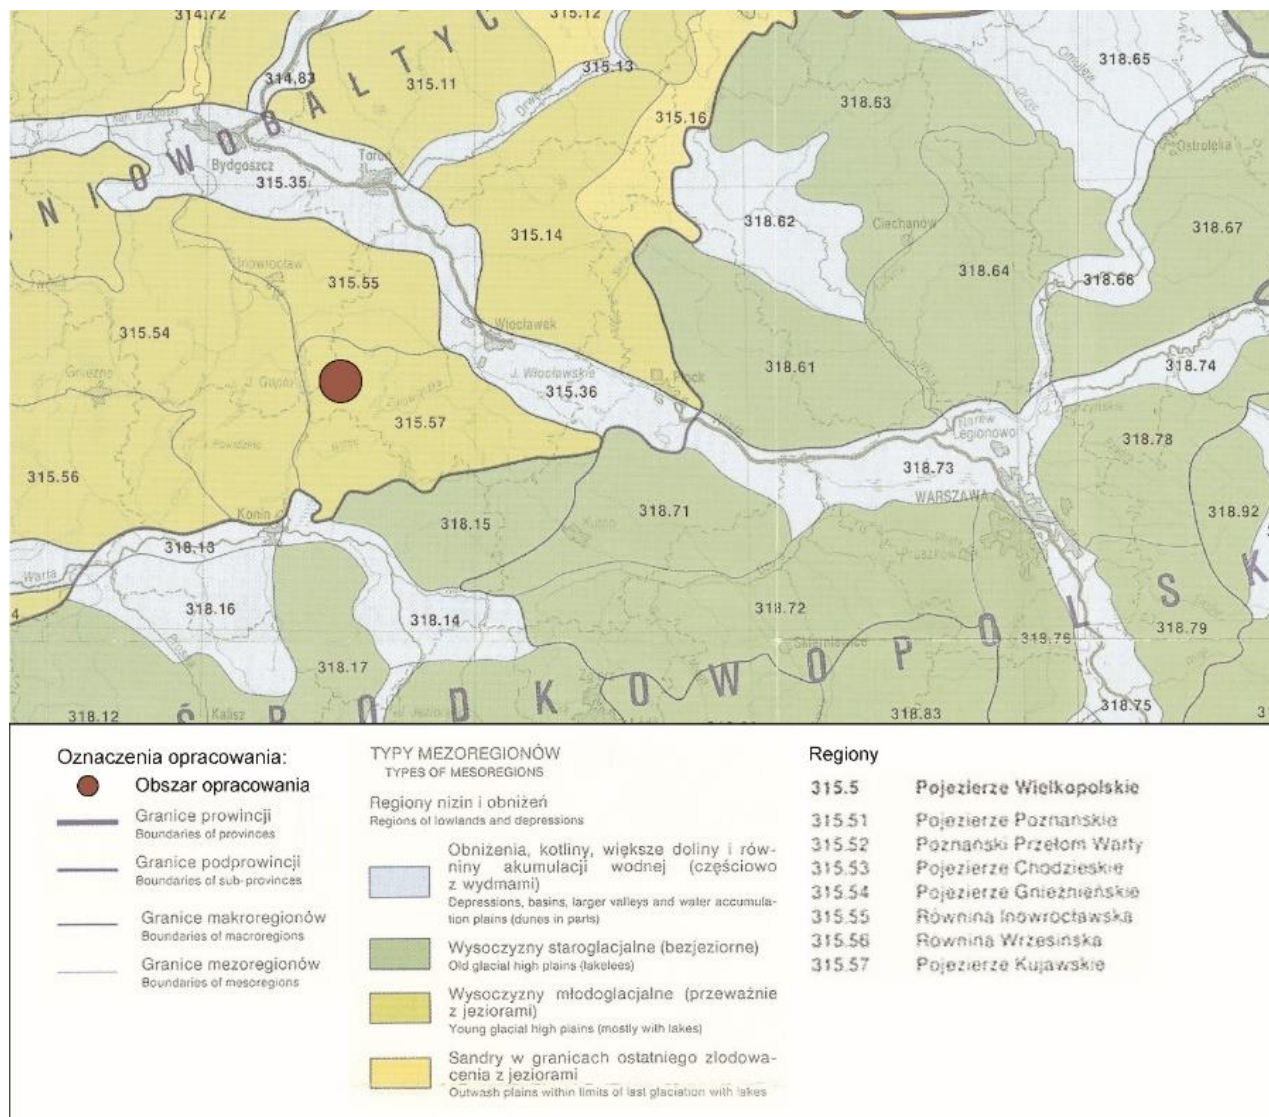 314.72
315.12
314.83
315.11
315.13
315.16
318.63
318.65
Omulew
Kan. Bydgoski
Bydgoszcz
Toruń
Ostrołęka
315.35
315.14
318.62
Ciechanów
318.67
318.64
318.66
Inowrocław
315.55
315.54
Włocławek
Gniezno
J. Gopło
J. Włocławskie
Płock
315.36
318.61
318.74
315.57
318.78
Narew
Legionowo
318.73
WARSZAWA
315.56
318.92
Konin
318.15
318.71
Kutno
318.13
Warta
318.16
318.14
318.72
318.76
318.79
Skierniewice
318.17
318.12
Kalisz
318.83
318.75
NIOWOBAŁTYC
ŚRODKOWOPOLSK
Oznaczenia opracowania:
Obszar opracowania
Granice prowincji
Boundaries of provinces
Granice podprowincji
Boundaries of sub-provinces
Granice makroregionów
Boundaries of macroregions
Granice mezoregionów
Boundaries of mesoregions
TYPY MEZOREGIONÓW
TYPES OF MESOREGIONS
Regiony nizin i obniżeń
Regions of lowlands and depressions
Obniżenia, kotliny, większe doliny i rów-
niny akumulacji wodnej (częściowo
z wydmami)
Depressions, basins, larger valleys and water accumula-
tion plains (dunes in parts)
Wysoczyzny staroglacjalne (bezjeziorne)
Old glacial high plains (lakelees)
Wysoczyzny młodoglacjalne (przeważnie
z jeziorami)
Young glacial high plains (mostly with lakes)
Sandry w granicach ostatniego zlodowa-
cenia z jeziorami
Outwash plains within limits of last glaciation with lakes
Regiony
315.5 Pojezierze Wielkopolskie
315.51 Pojezierze Poznańskie
315.52 Poznański Przełom Warty
315.53 Pojezierze Chodzieskie
315.54 Pojezierze Gnieźnieńskie
315.55 Równina Inowrocławska
315.56 Równina Wrzesińska
315.57 Pojezierze Kujawskie